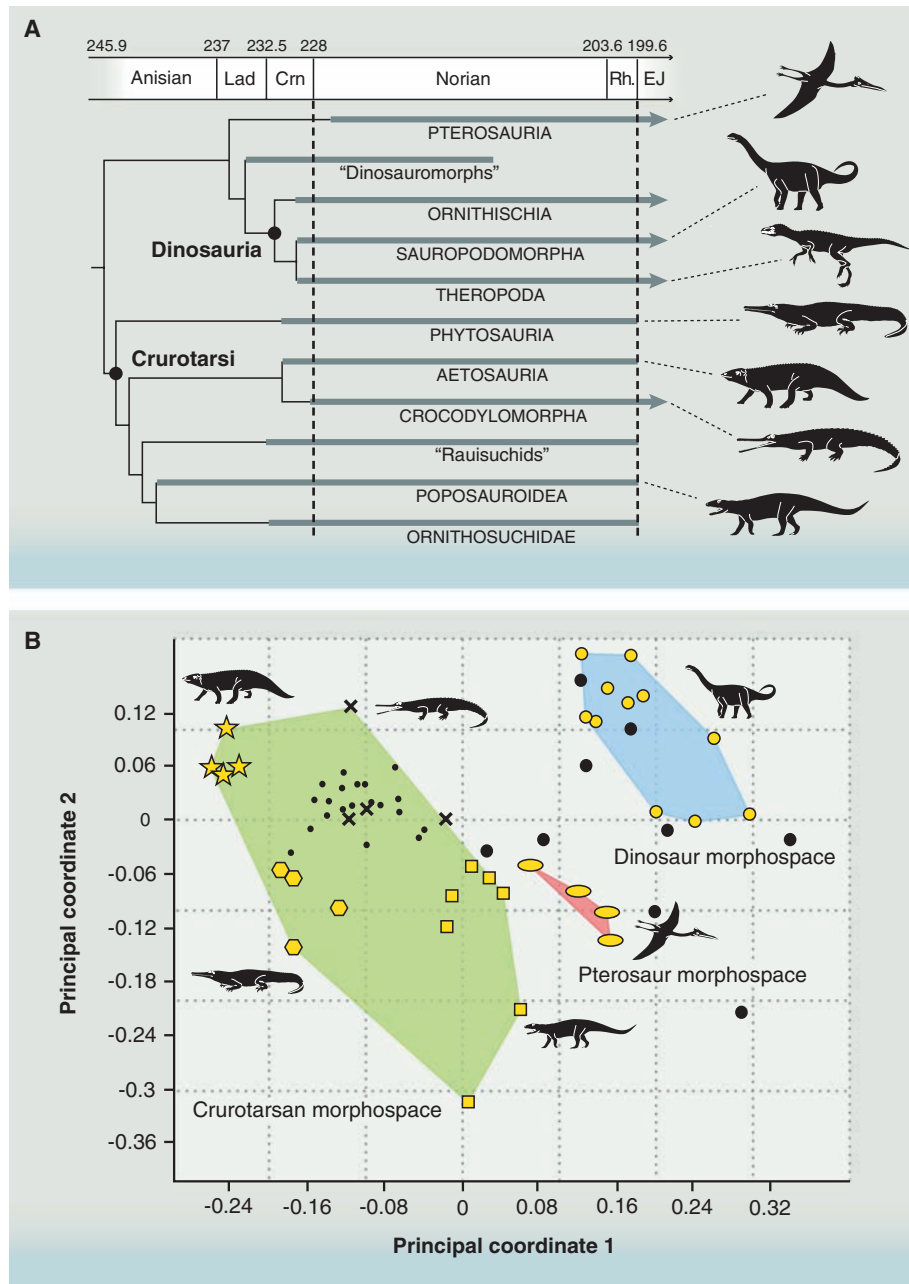 A
245.9 237 232.5 228 203.6 199.6
Anisian Lad Crn Norian Rh. EJ
PTEROSAURIA
“Dinosauromorphs”
ORNITHISCHIA
Dinosauria
SAUROPODOMORPHA
THEROPODA
PHYTOSAURIA
Crurotarsi
AETOSAURIA
CROCODYLOMORPHA
“Rauisuchids”
POPOSAUROIDEA
ORNITHOSUCHIDAE
B
Principal coordinate 2
0.12
0.06
0
-0.06
-0.12
-0.18
-0.24
-0.3
-0.36
Dinosaur morphospace
Pterosaur morphospace
Crurotarsan morphospace
-0.24 -0.16 -0.08 0 0.08 0.16 0.24 0.32
Principal coordinate 1